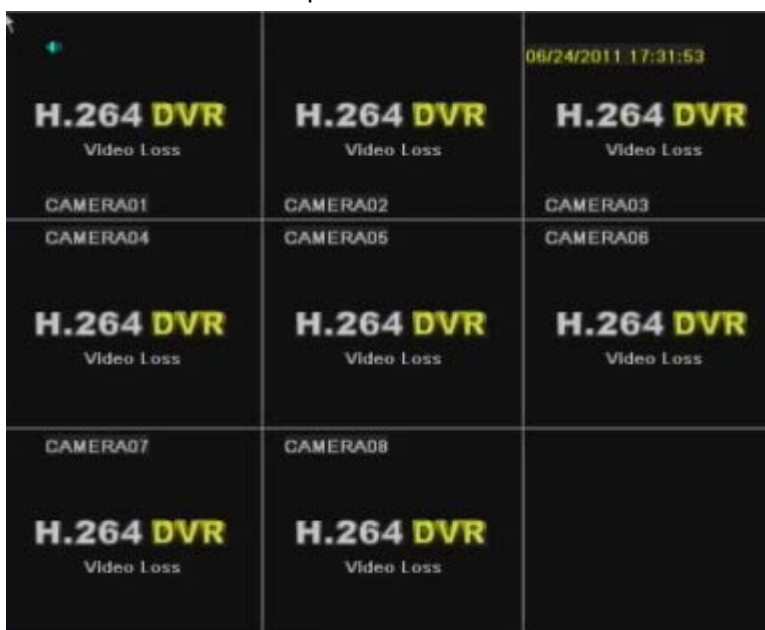 06/24/2011 17:31:53
H.264 DVR
Video Loss
CAMERA01
H.264 DVR
Video Loss
CAMERA02
H.264 DVR
Video Loss
CAMERA03
CAMERA04
H.264 DVR
Video Loss
CAMERA05
H.264 DVR
Video Loss
CAMERA06
H.264 DVR
Video Loss
CAMERA07
H.264 DVR
Video Loss
CAMERA08
H.264 DVR
Video Loss